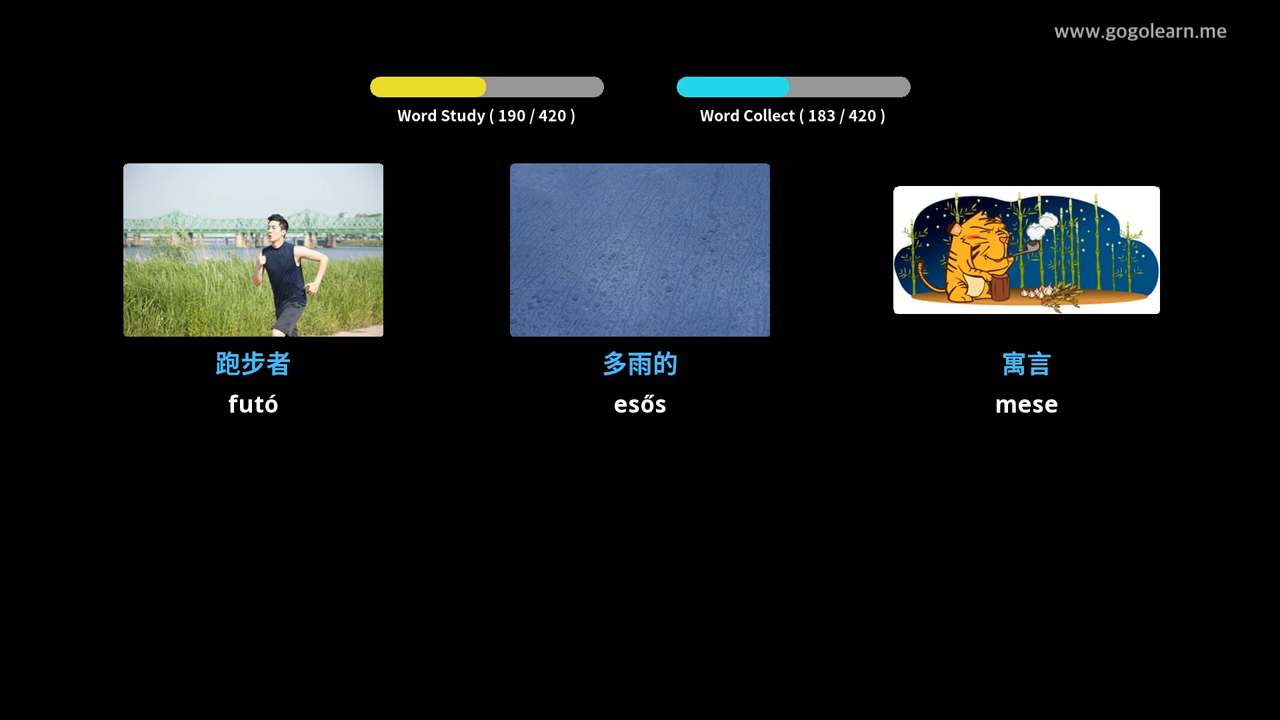 www.gogolearn.me
Word Study ( 190 / 420 )
Word Collect ( 183 / 420 )
跑步者
多雨的
寓言
futó
esős
mese